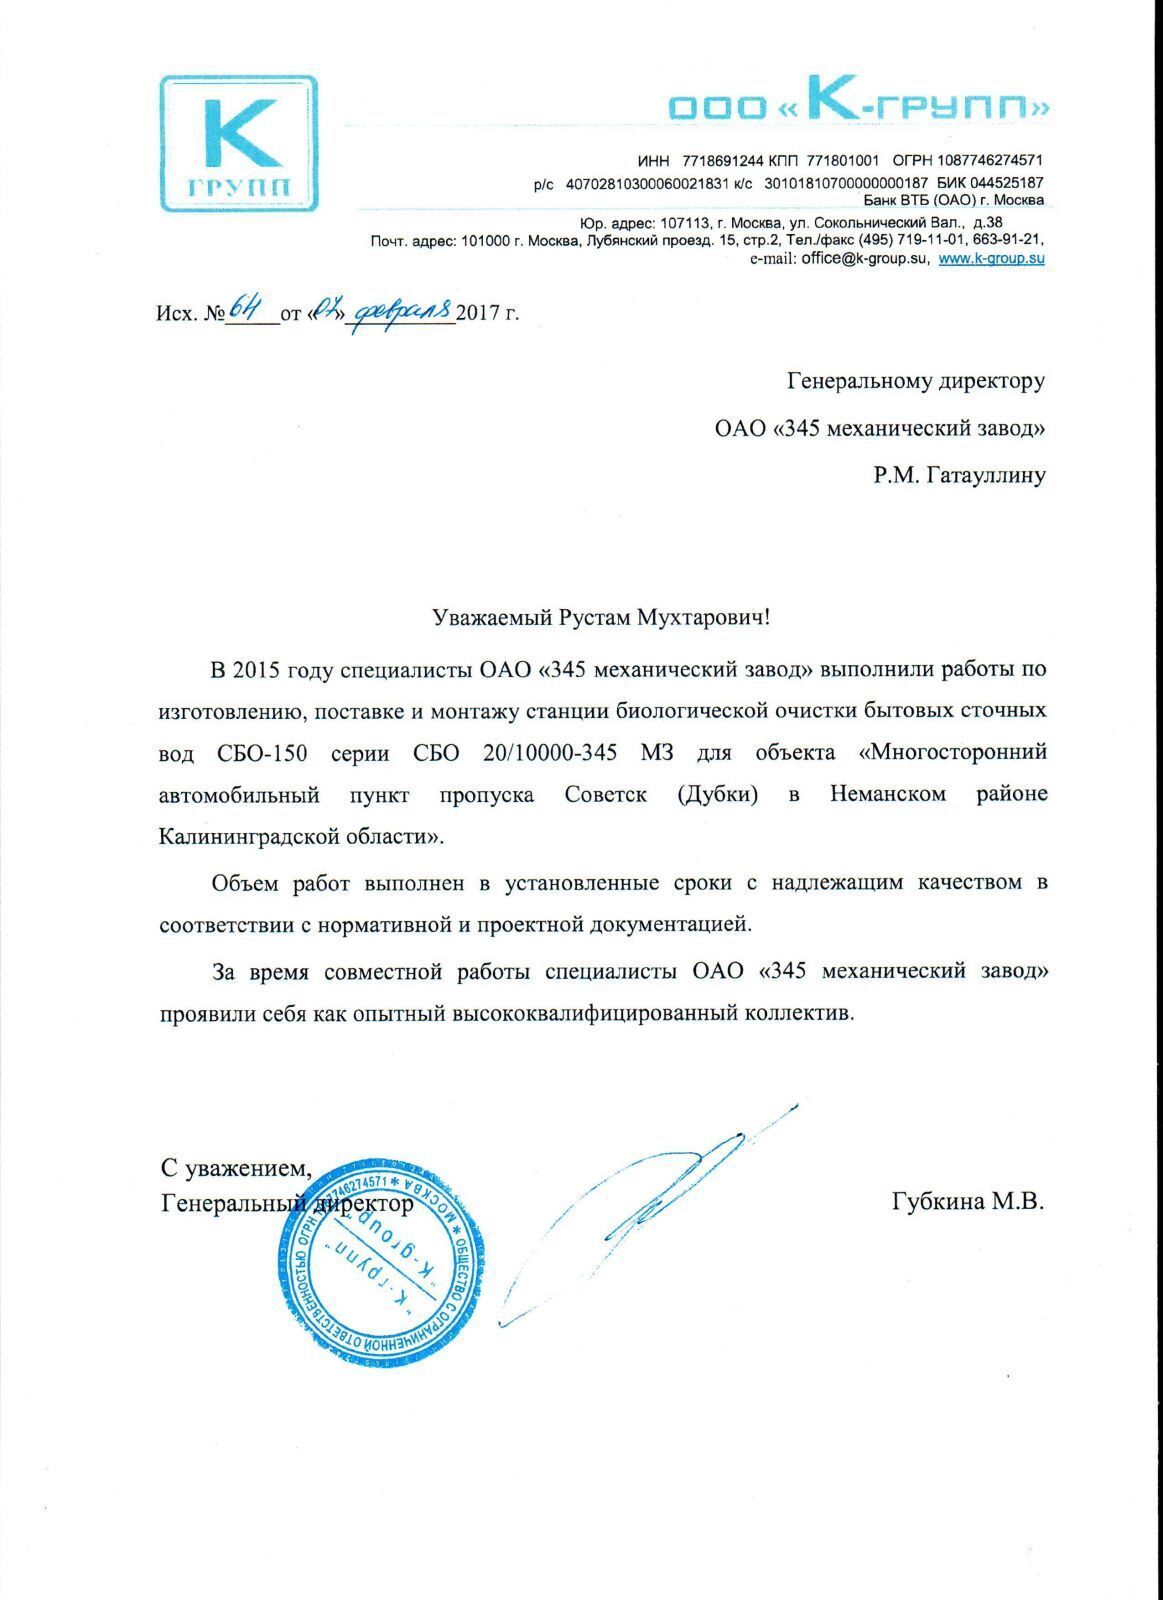 К
ГРУПП
ООО «К-ГРУПП»
ИНН 7718691244 КПП 771801001 ОГРН 1087746274571
р/с 40702810300060021831 к/с 30101810700000000187 БИК 044525187
Банк ВТБ (ОАО) г. Москва
Юр. адрес: 107113, г. Москва, ул. Сокольнический Вал., д.38
Почт. адрес: 101000 г. Москва, Лубянский проезд. 15, стр.2, Тел./факс (495) 719-11-01, 663-91-21,
e-mail: office@k-group.su, www.k-group.su
Исх. № 64 от «07» февраля 2017 г.
Генеральному директору
ОАО «345 механический завод»
Р.М. Гатауллину
Уважаемый Рустам Мухтарович!
В 2015 году специалисты ОАО «345 механический завод» выполнили работы по
изготовлению, поставке и монтажу станции биологической очистки бытовых сточных
вод СБО-150 серии СБО 20/10000-345 МЗ для объекта «Многосторонний
автомобильный пункт пропуска Советск (Дубки) в Неманском районе
Калининградской области».
Объем работ выполнен в установленные сроки с надлежащим качеством в
соответствии с нормативной и проектной документацией.
За время совместной работы специалисты ОАО «345 механический завод»
проявили себя как опытный высококвалифицированный коллектив.
С уважением,
Генеральный директор
Губкина М.В.
ОБЩЕСТВО С ОГРАНИЧЕННОЙ ОТВЕТСТВЕННОСТЬЮ ОГРН 1087746274571 * МОСКВА *
"К-групп"
"K-group"